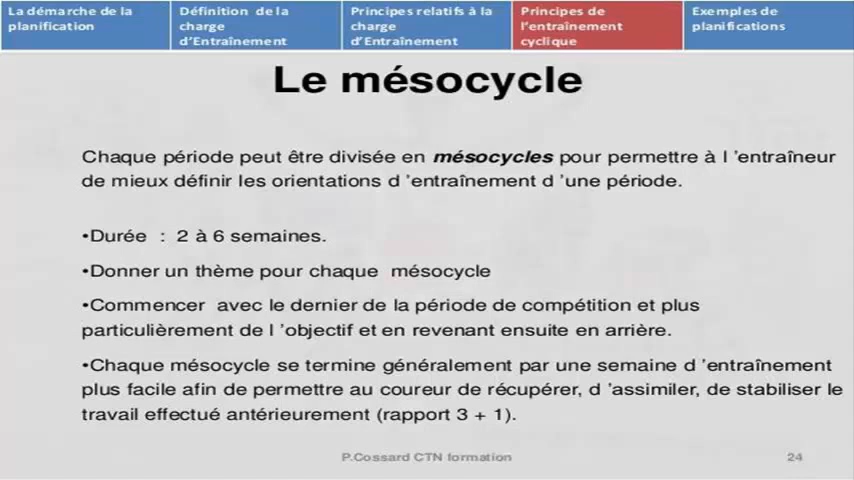 La démarche de la planification
Définition de la charge d'Entraînement
Principes relatifs à la charge d'Entraînement
Principes de l'entraînement cyclique
Exemples de planifications
Le mésocycle
Chaque période peut être divisée en mésocycles pour permettre à l 'entraîneur
de mieux définir les orientations d 'entraînement d 'une période.
•Durée : 2 à 6 semaines.
•Donner un thème pour chaque mésocycle
•Commencer avec le dernier de la période de compétition et plus
particulièrement de l 'objectif et en revenant ensuite en arrière.
•Chaque mésocycle se termine généralement par une semaine d 'entraînement
plus facile afin de permettre au coureur de récupérer, d 'assimiler, de stabiliser le
travail effectué antérieurement (rapport 3 + 1).
P.Cossard CTN formation
24